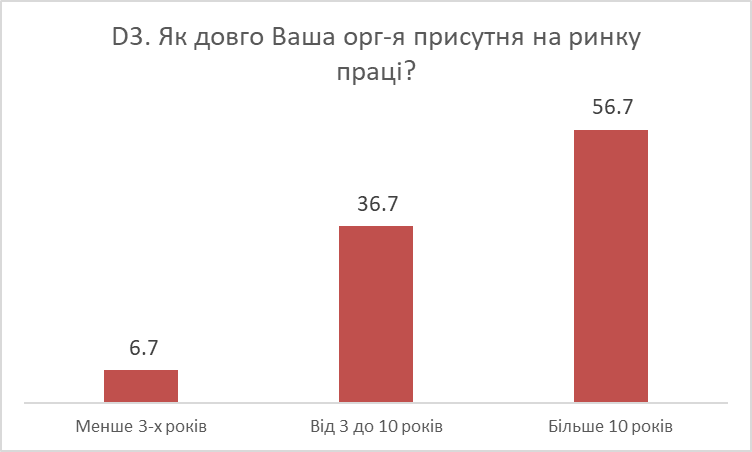 D3. Як довго Ваша орг-я присутня на ринку
праці?
56.7
36.7
6.7
Менше 3-х років
Від 3 до 10 років
Більше 10 років